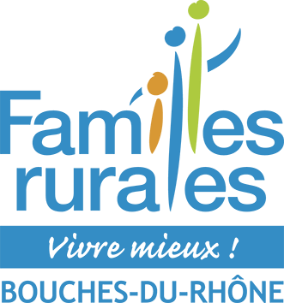 Familles
rurales
Vivre mieux !
BOUCHES-DU-RHÔNE